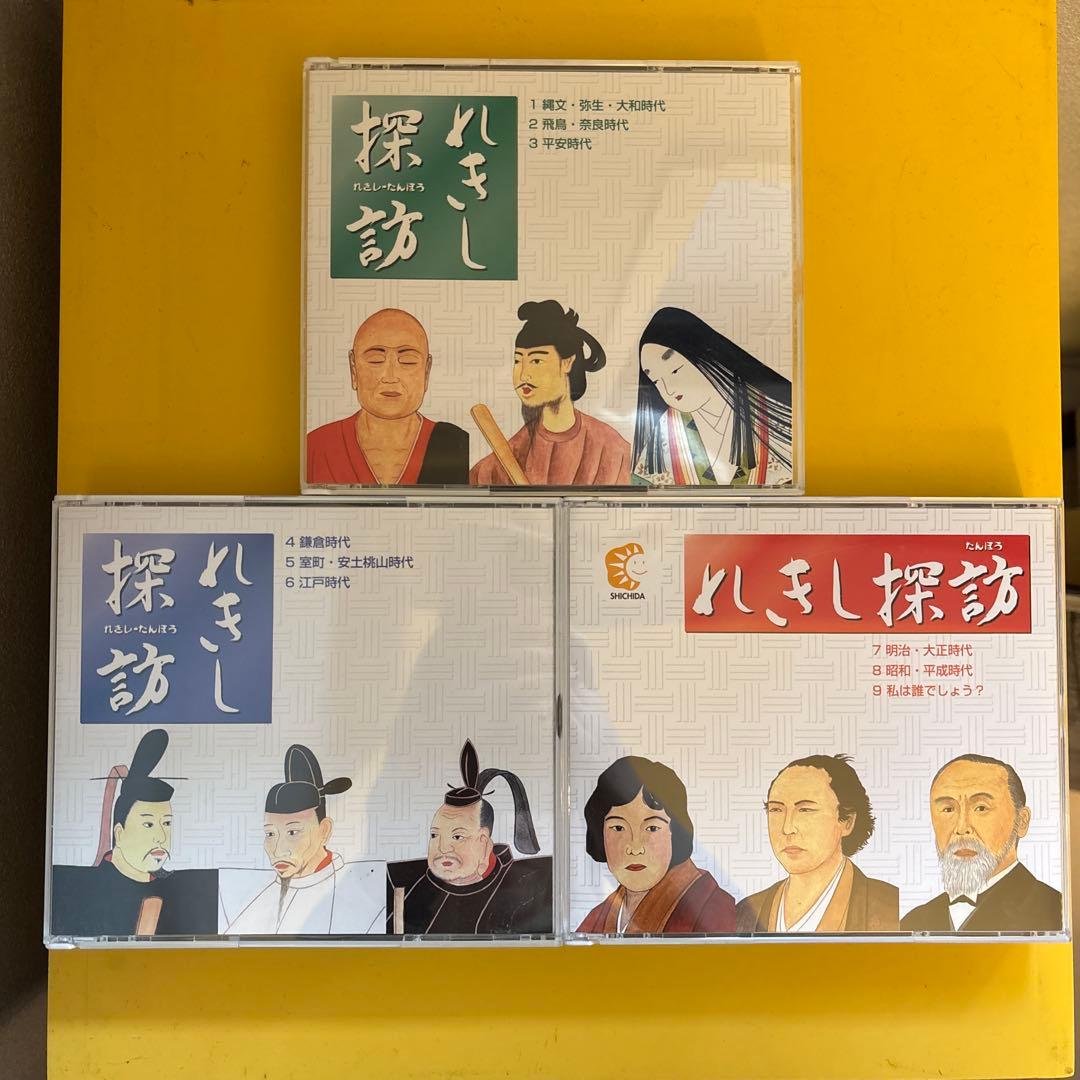 れきし探訪
れきし-たんぼう
1 縄文・弥生・大和時代
2 飛鳥・奈良時代
3 平安時代
れきし探訪
れきし-たんぼう
4 鎌倉時代
5 室町・安土桃山時代
6 江戸時代
SHICHIDA
たんぼう
れきし探訪
7 明治・大正時代
8 昭和・平成時代
9 私は誰でしょう？